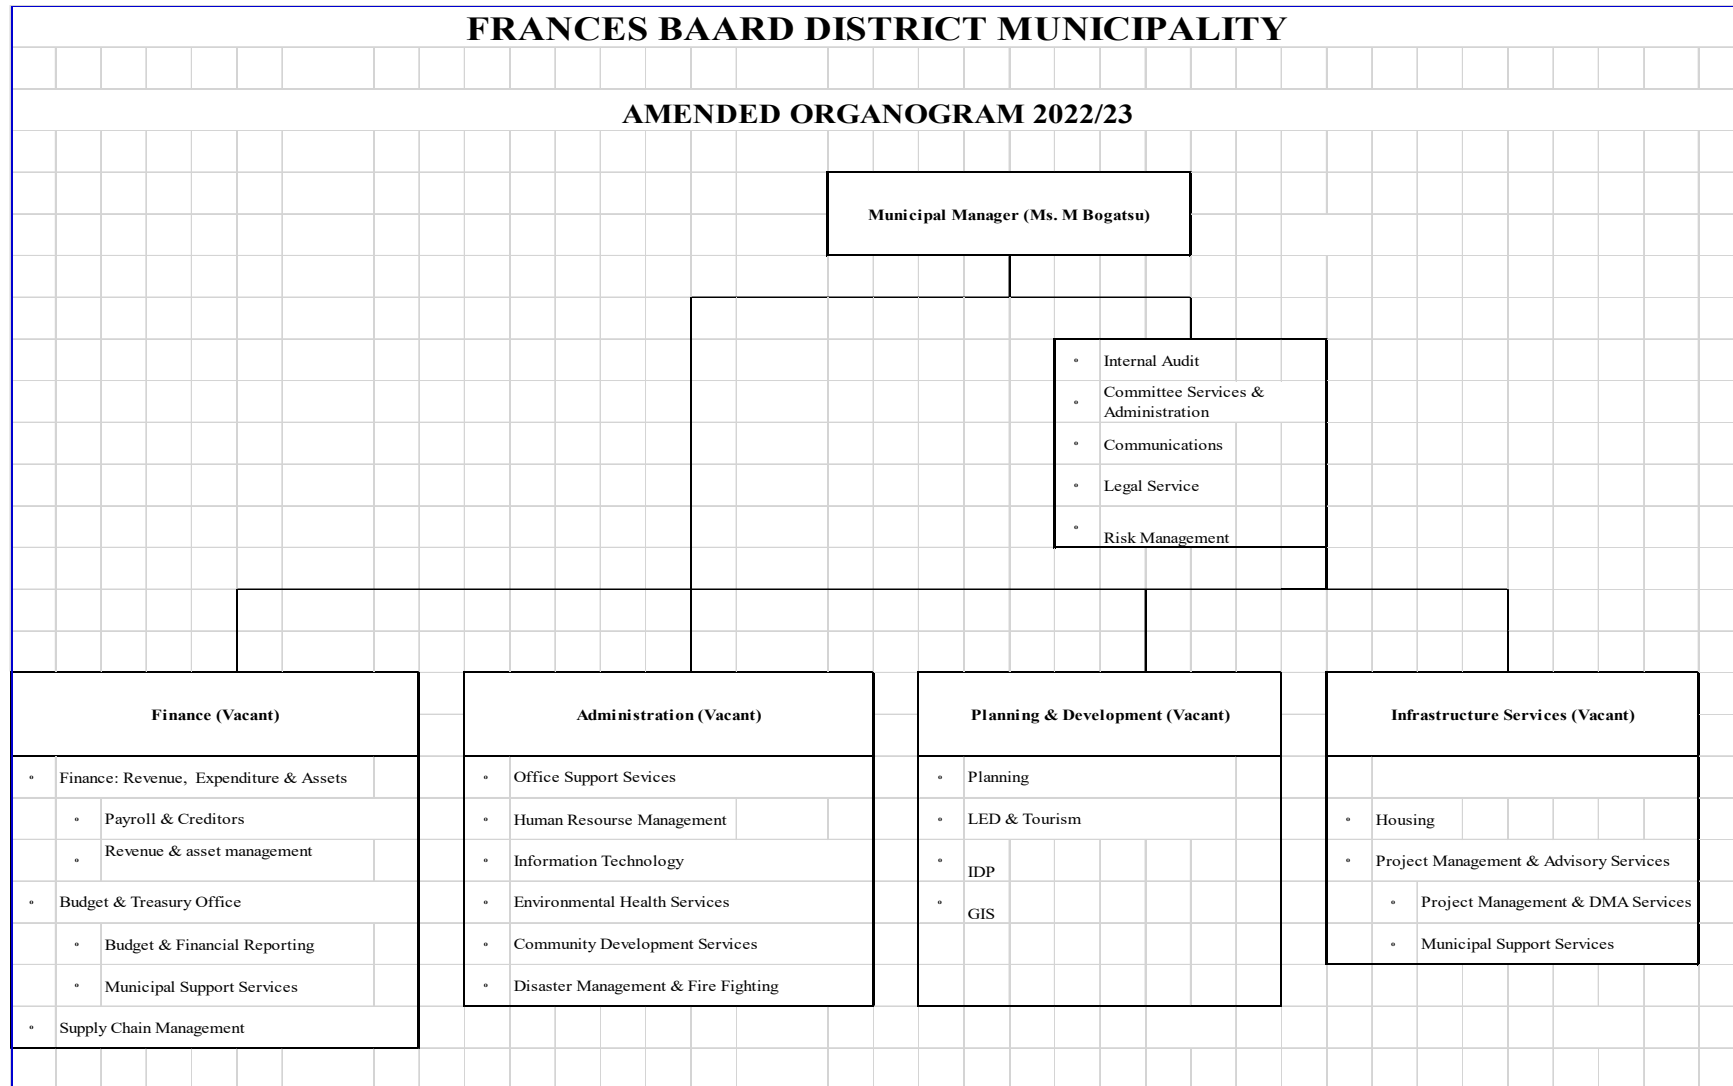 FRANCES BAARD DISTRICT MUNICIPALITY
AMENDED ORGANOGRAM 2022/23
Municipal Manager (Ms. M Bogatsu)
Internal Audit
Committee Services &
Administration
Communications
Legal Service
Risk Management
Finance (Vacant)
Finance: Revenue, Expenditure & Assets
Payroll & Creditors
Revenue & asset management
Budget & Treasury Office
Budget & Financial Reporting
Municipal Support Services
Supply Chain Management
Administration (Vacant)
Office Support Sevices
Human Resourse Management
Information Technology
Environmental Health Services
Community Development Services
Disaster Management & Fire Fighting
Planning & Development (Vacant)
Planning
LED & Tourism
IDP
GIS
Infrastructure Services (Vacant)
Housing
Project Management & Advisory Services
Project Management & DMA Services
Municipal Support Services